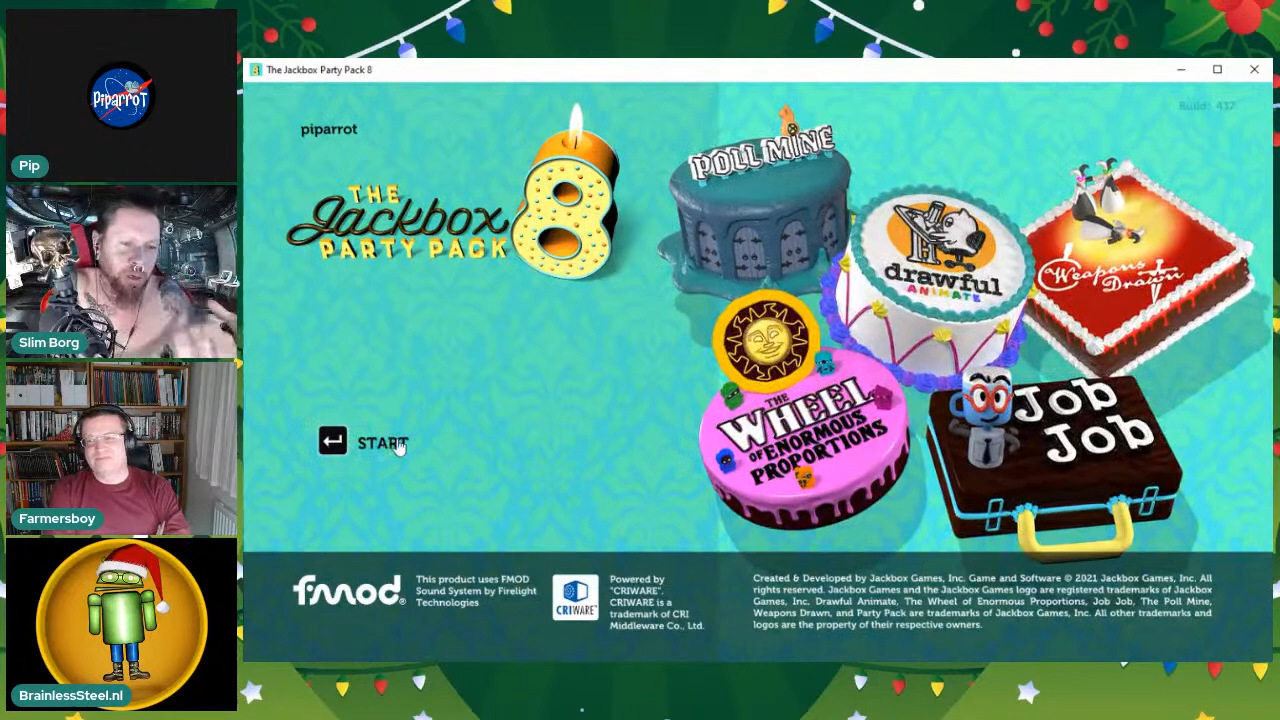 The Jackbox Party Pack 8
Build: 437
piparrot
PiparroT
Pip
THE
Jackbox
PARTY PACK
8
POLL MINE
drawful
ANIMATE
Weapons
Drawn
THE
WHEEL
OF ENORMOUS
PROPORTIONS
Job
Job
START
Slim Borg
Farmersboy
BrainlessSteel.nl
fmod®
This product uses FMOD
Sound System by Firelight
Technologies
CRIWARE™
Powered by
"CRIWARE".
CRIWARE is a
trademark of CRI
Middleware Co., Ltd.
Created & Developed by Jackbox Games, Inc. Game and Software © 2021 Jackbox Games, Inc. All
rights reserved. Jackbox Games and the Jackbox Games logo are registered trademarks of Jackbox
Games, Inc. Drawful Animate, The Wheel of Enormous Proportions, Job Job, The Poll Mine,
Weapons Drawn, and Party Pack are trademarks of Jackbox Games, Inc. All other trademarks and
logos are the property of their respective owners.